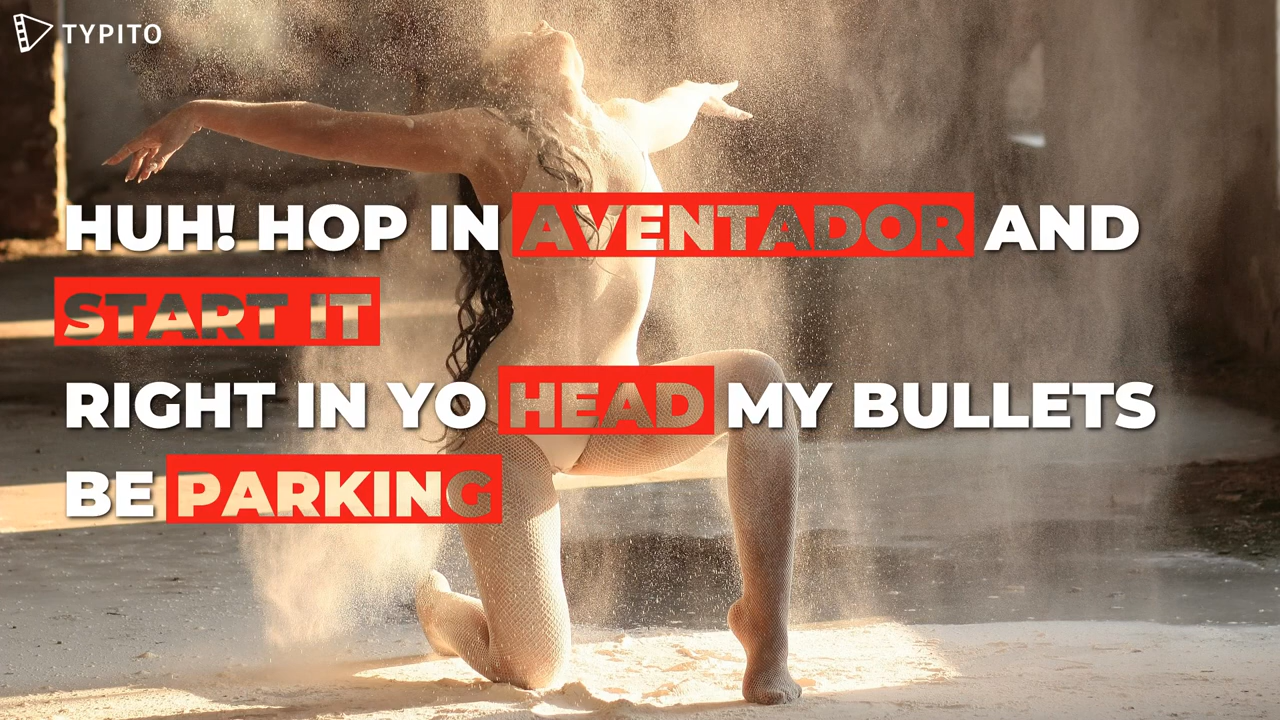 TYPITO
HUH! HOP IN AVENTADOR AND
START IT
RIGHT IN YO HEAD MY BULLETS
BE PARKING